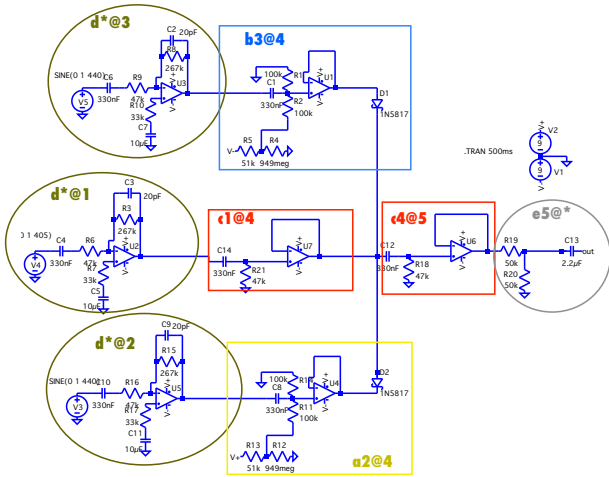 d*@3
C2
20pF
R8
267k
C6
R9
SINE(0 1 440)
V5
330nF
47k
R10
33k
C7
10µF
U3
V+
V-
b3@4
100k
R1
C1
330nF
R2
100k
U1
V+
V-
D1
1N5817
V-
R5
R4
51k
949meg
.TRAN 500ms
V+
V2
9
9
V1
V-
d*@1
C3
20pF
R3
267k
0 1 405)
C4
R6
V4
330nF
47k
R7
33k
C5
10µF
U2
V+
V-
c1@4
C14
330nF
R21
47k
U7
V+
V-
c4@5
C12
330nF
R18
47k
U6
V+
V-
e5@*
R19
50k
R20
50k
C13
out
2.2µF
d*@2
C9
20pF
R15
267k
SINE(0 1 440)
C10
R16
V3
330nF
47k
R17
33k
C11
10µF
U5
V+
V-
100k
R14
C8
330nF
R11
100k
U4
V+
V-
D2
1N5817
V+
R13
R12
51k
949meg
a2@4